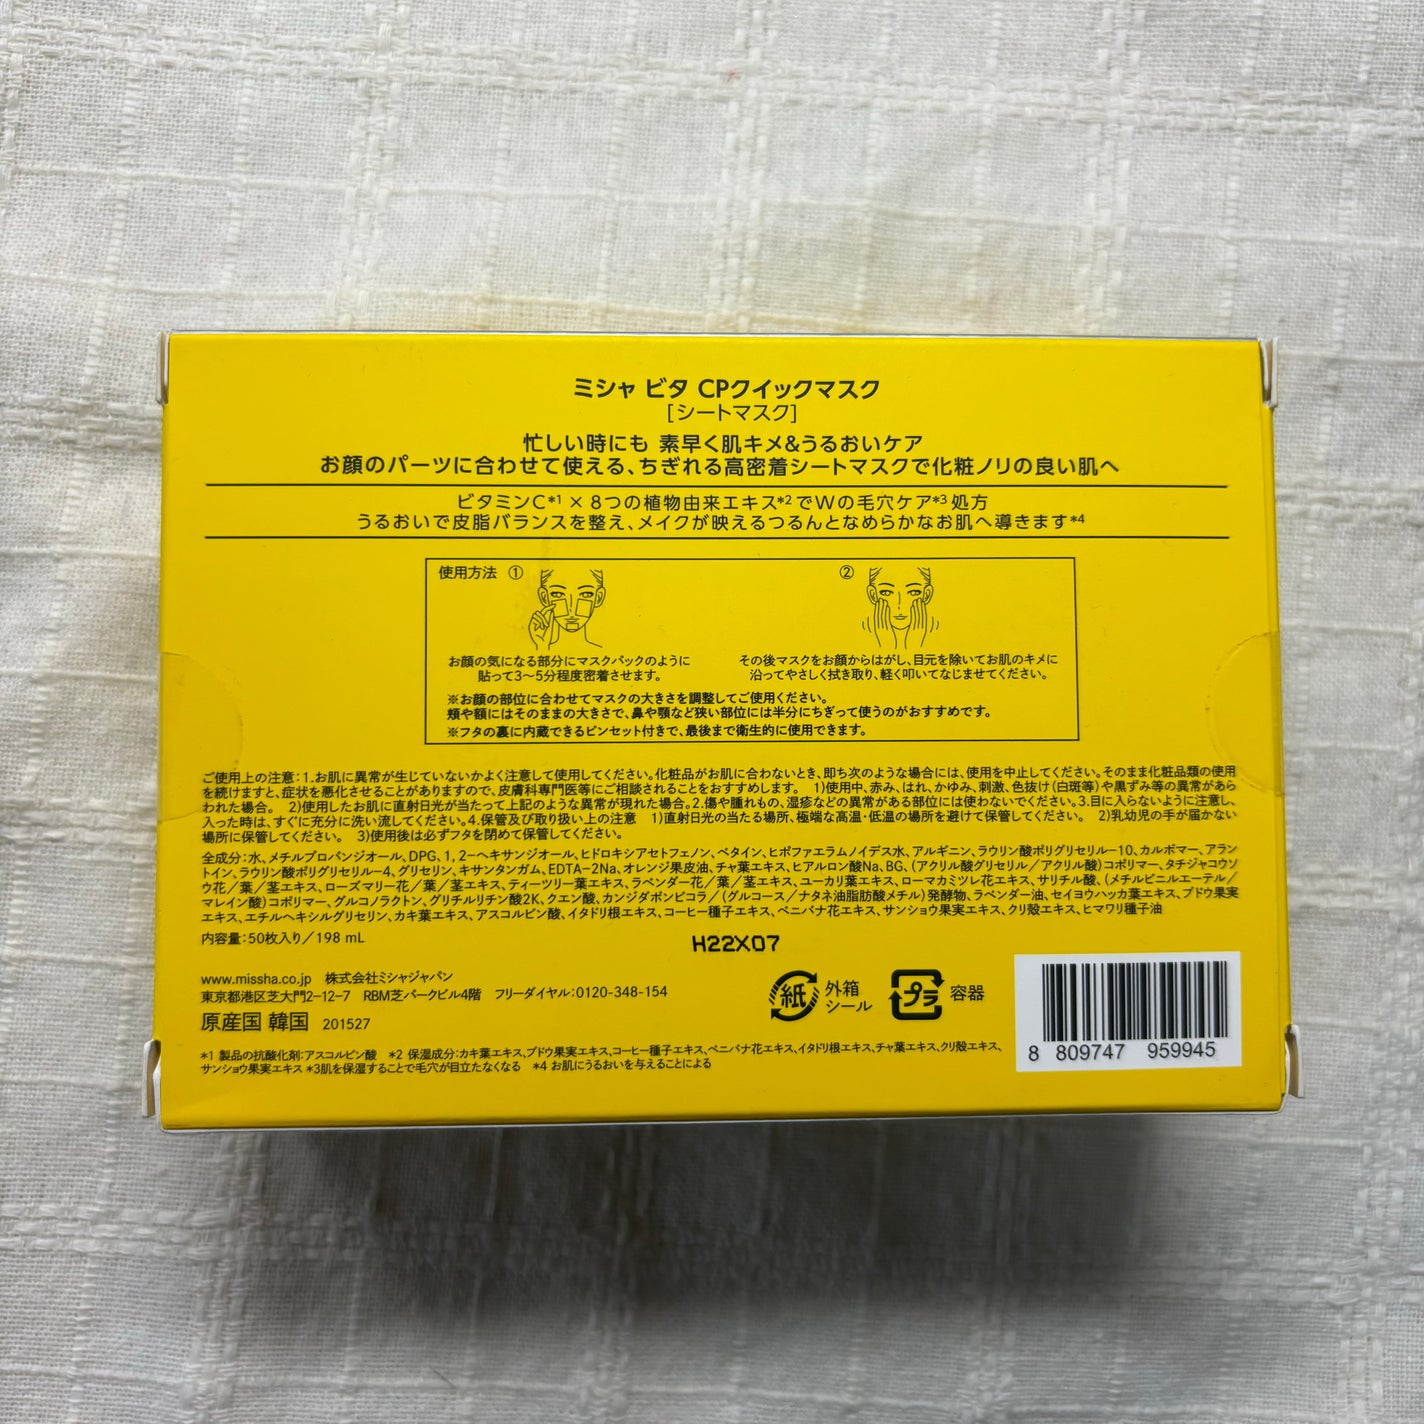 ミシャ ビタ CPクイックマスク
[シートマスク]
忙しい時にも 素早く肌キメ&うるおいケア
お顔のパーツに合わせて使える、ちぎれる高密着シートマスクで化粧ノリの良い肌へ
ビタミンC*1 × 8つの植物由来エキス*2 でWの毛穴ケア*3 処方
うるおいで皮脂バランスを整え、メイクが映えるつるんとなめらかなお肌へ導きます*4
使用方法 ① ②
お顔の気になる部分にマスクパックのように
貼って3〜5分程度密着させます。
その後マスクをお顔からはがし、目元を除いてお肌のキメに
沿ってやさしく拭き取り、軽く叩いてなじませてください。
※お顔の部位に合わせてマスクの大きさを調整してご使用ください。
頬や額にはそのままの大きさで、鼻や顎など狭い部位には半分にちぎって使うのがおすすめです。
※フタの裏に内蔵できるピンセット付きで、最後まで衛生的に使用できます。
ご使用上の注意：1.お肌に異常が生じていないかよく注意して使用してください。化粧品がお肌に合わないとき、即ち次のような場合には、使用を中止してください。そのまま化粧品類の使用
を続けますと、症状を悪化させることがありますので、皮膚科専門医等にご相談されることをおすすめします。 1)使用中、赤み、はれ、かゆみ、刺激、色抜け(白斑等)や黒ずみ等の異常があら
われた場合。 2)使用したお肌に直射日光が当たって上記のような異常が現れた場合。2.傷や腫れもの、湿疹などの異常がある部位には使わないでください。3.目に入らないように注意し、
入った時は、すぐに充分に洗い流してください。4.保管及び取り扱い上の注意 1)直射日光の当たる場所、極端な高温・低温の場所を避けて保管してください。 2)乳幼児の手が届かない
場所に保管してください。 3)使用後は必ずフタを閉めて保管してください。
全成分：水、メチルプロパンジオール、DPG、1,2-ヘキサンジオール、ヒドロキシアセトフェノン、ベタイン、ヒポファエラムノイデス水、アルギニン、ラウリン酸ポリグリセリル-10、カルボマー、アラン
トイン、ラウリン酸ポリグリセリル-4、グリセリン、キサンタンガム、EDTA-2Na、オレンジ果皮油、チャ葉エキス、ヒアルロン酸Na、BG、(アクリル酸グリセリル/アクリル酸)コポリマー、タチジャコウソ
ウ花/葉/茎エキス、ローズマリー花/葉/茎エキス、ティーツリー葉エキス、ラベンダー花/葉/茎エキス、ユーカリ葉エキス、ローマカミツレ花エキス、サリチル酸、(メチルビニルエーテル/
マレイン酸)コポリマー、グルコノラクトン、グリチルリチン酸2K、クエン酸、カンジダボンビコラ/(グルコース/ナタネ油脂肪酸メチル)発酵物、ラベンダー油、セイヨウハッカ葉エキス、ブドウ果実
エキス、エチルヘキシルグリセリン、カキ葉エキス、アスコルビン酸、イタドリ根エキス、コーヒー種子エキス、ベニバナ花エキス、サンショウ果実エキス、クリ殻エキス、ヒマワリ種子油
内容量：50枚入り/198 mL
H22X07
www.missha.co.jp 株式会社ミシャジャパン
東京都港区芝大門2-12-7 RBM芝パークビル4階 フリーダイヤル：0120-348-154
原産国 韓国 201527
紙 外箱
シール
プラ 容器
8 809747 959945
*1 製品の抗酸化剤：アスコルビン酸 *2 保湿成分：カキ葉エキス、ブドウ果実エキス、コーヒー種子エキス、ベニバナ花エキス、イタドリ根エキス、チャ葉エキス、クリ殻エキス、
サンショウ果実エキス *3肌を保湿することで毛穴が目立たなくなる *4 お肌にうるおいを与えることによる